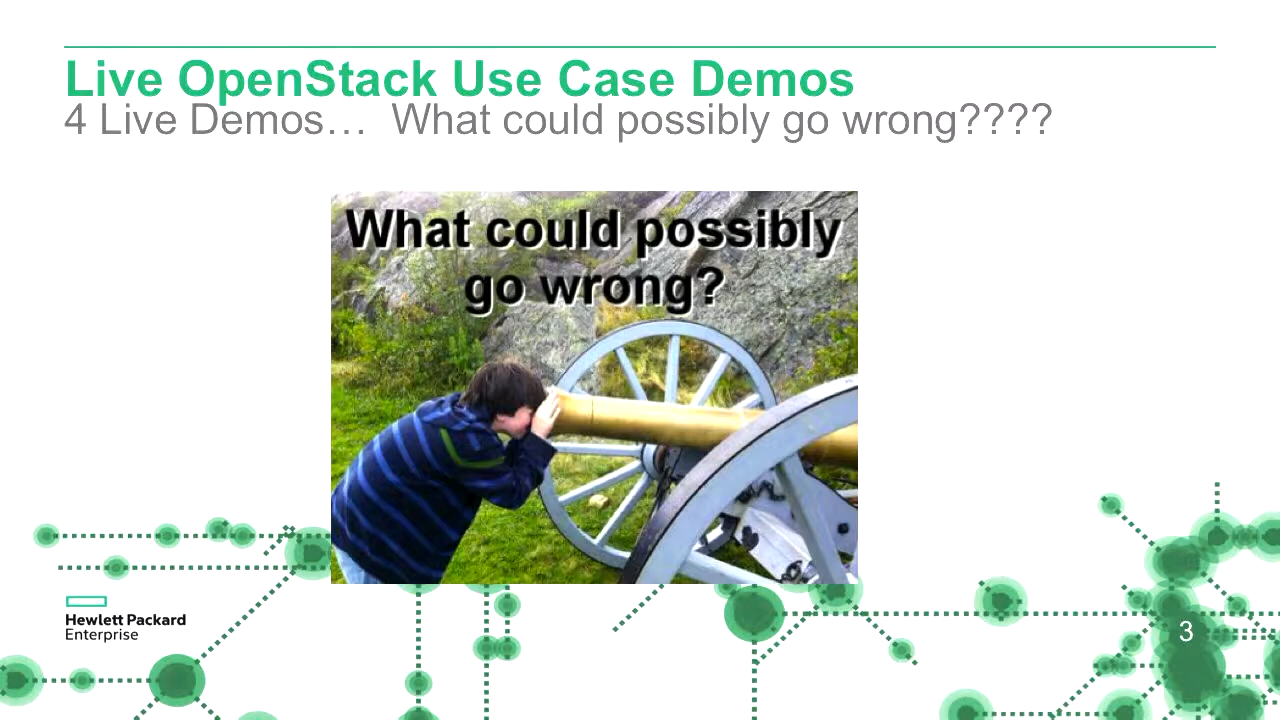 Live OpenStack Use Case Demos
4 Live Demos…  What could possibly go wrong????
What could possibly
go wrong?
Hewlett Packard
Enterprise
3